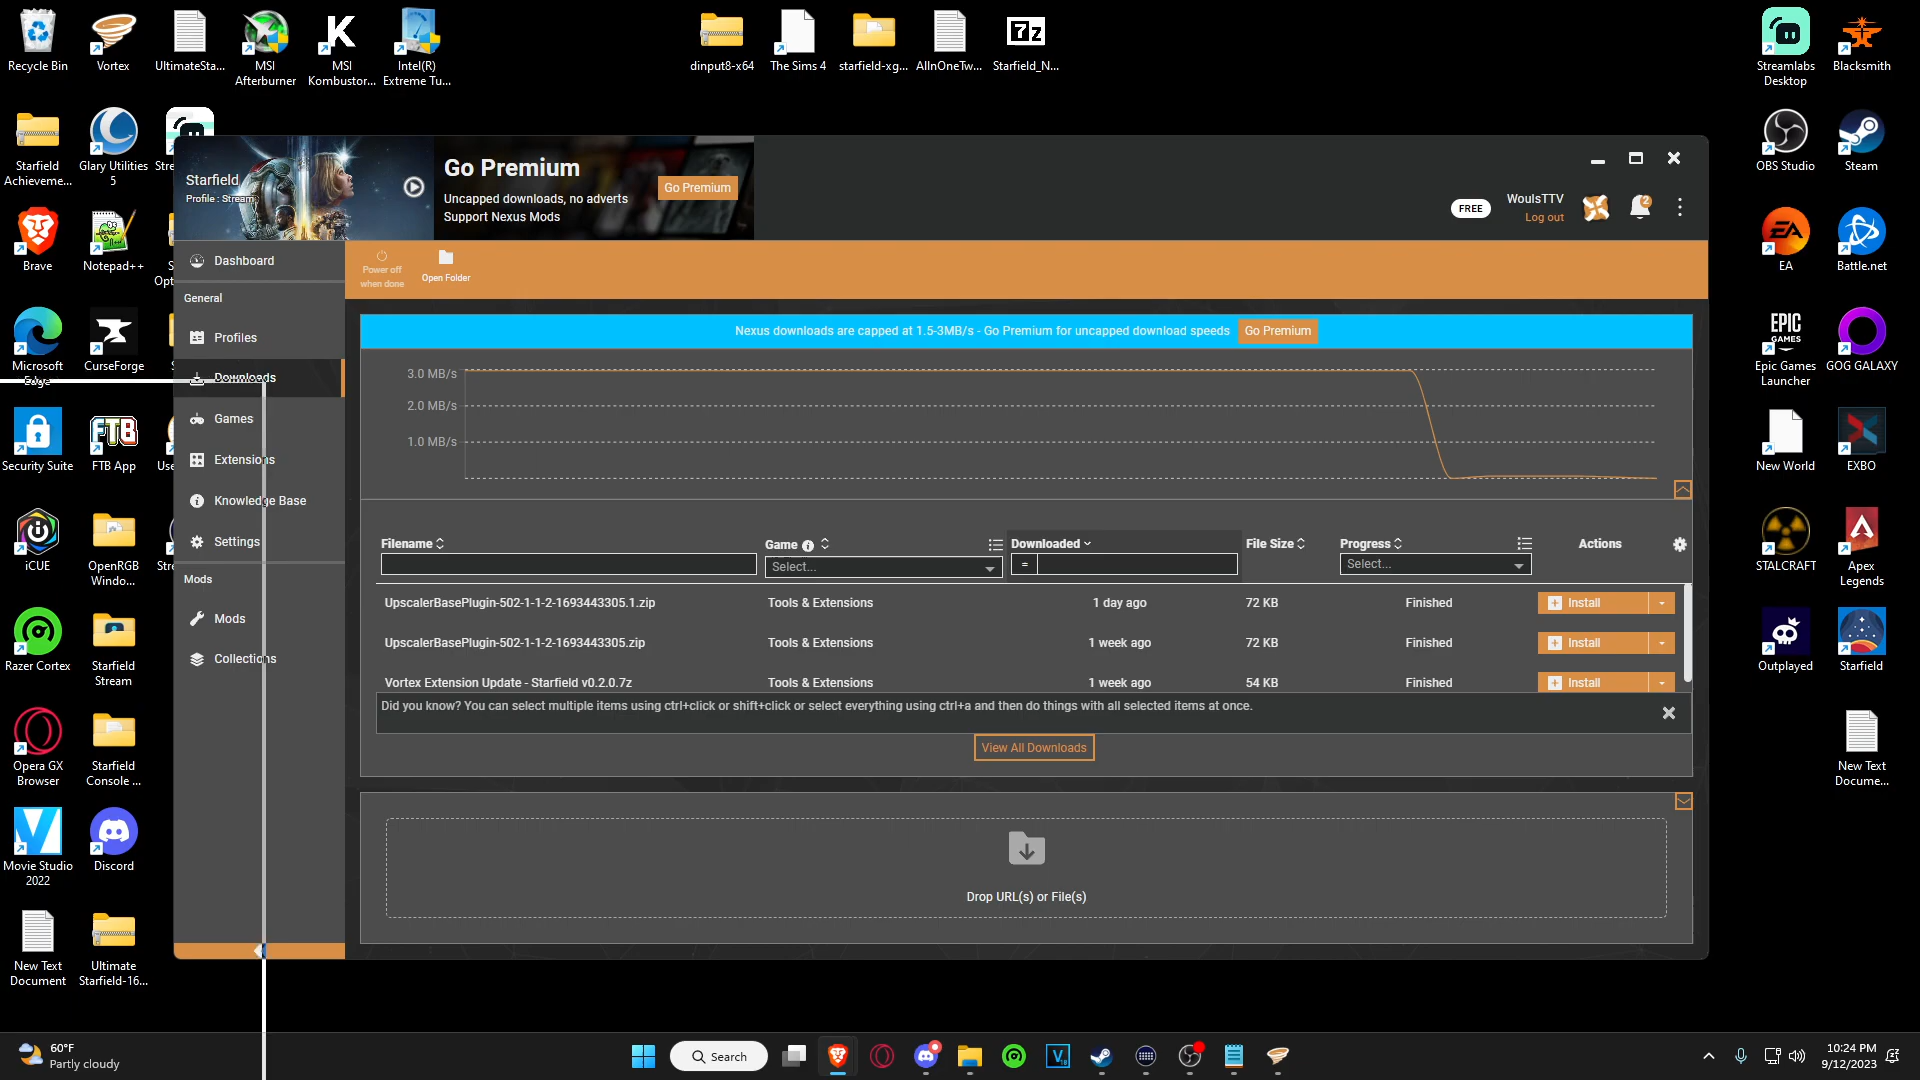 Recycle Bin
Vortex
UltimateSta...
MSI
Afterburner
MSI
Kombustor...
Intel(R)
Extreme Tu...
dinput8-x64
The Sims 4
starfield-xg...
AllnOneTw...
Starfield_N...
Streamlabs
Desktop
Blacksmith
Starfield
Achieveme...
Glary Utilities
5
OBS Studio
Steam
Brave
Notepad++
EA
Battle.net
Microsoft
Edge
CurseForge
EPIC
GAMES
Epic Games
Launcher
GOG GALAXY
Security Suite
FTB
FTB App
New World
EXBO
iCUE
OpenRGB
Windo...
STALCRAFT
Apex
Legends
Razer Cortex
Starfield
Stream
Outplayed
Starfield
Opera GX
Browser
Starfield
Console ...
New Text
Docume...
Movie Studio
2022
Discord
New Text
Document
Ultimate
Starfield-16...
Starfield
Profile : Stream
Go Premium
Uncapped downloads, no adverts
Support Nexus Mods
Go Premium
FREE
WoulsTTV
Log out
2
Dashboard
General
Profiles
Downloads
Games
Extensions
Knowledge Base
Settings
Mods
Mods
Collections
Power off
when done
Open Folder
Nexus downloads are capped at 1.5-3MB/s - Go Premium for uncapped download speeds
Go Premium
3.0 MB/s
2.0 MB/s
1.0 MB/s
Filename
Game
Downloaded
File Size
Progress
Actions
Select...
=
Select...
UpscalerBasePlugin-502-1-1-2-1693443305.1.zip Tools & Extensions 1 day ago 72 KB Finished Install
UpscalerBasePlugin-502-1-1-2-1693443305.zip Tools & Extensions 1 week ago 72 KB Finished Install
Vortex Extension Update - Starfield v0.2.0.7z Tools & Extensions 1 week ago 54 KB Finished Install
Did you know? You can select multiple items using ctrl+click or shift+click or select everything using ctrl+a and then do things with all selected items at once.
View All Downloads
Drop URL(s) or File(s)
60°F
Partly cloudy
Search
10:24 PM
9/12/2023